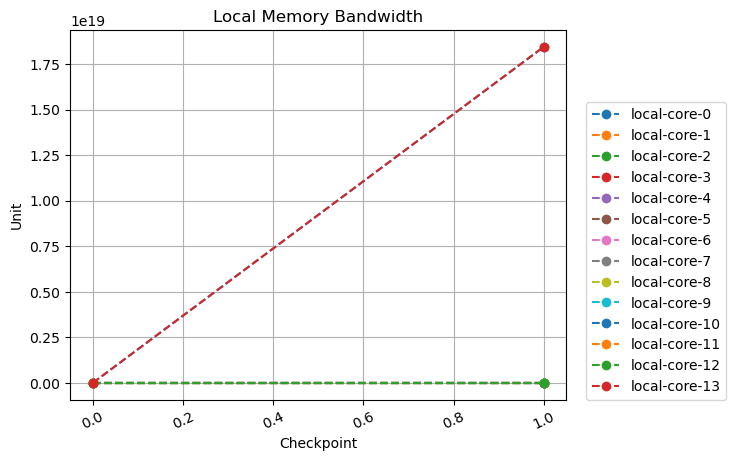 Local Memory Bandwidth
1e19
1.75
1.50
1.25
1.00
0.75
0.50
0.25
0.00
Unit
0.0 0.2 0.4 0.6 0.8 1.0
Checkpoint
local-core-0
local-core-1
local-core-2
local-core-3
local-core-4
local-core-5
local-core-6
local-core-7
local-core-8
local-core-9
local-core-10
local-core-11
local-core-12
local-core-13